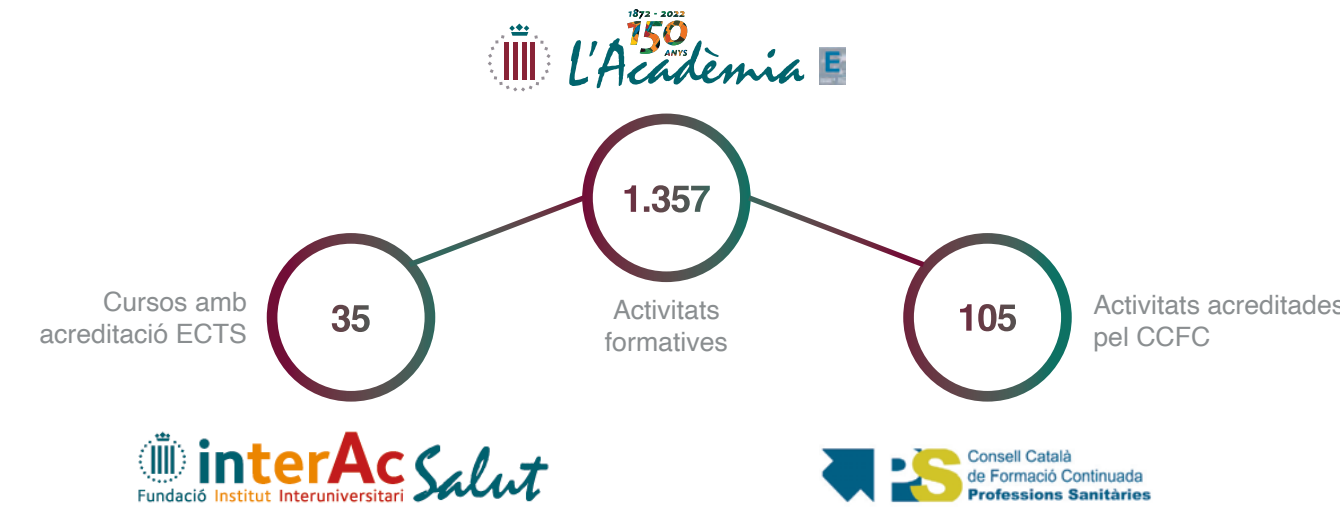 1872 - 2022
150
ANYS
L'Acadèmia
E
1.357
Activitats
formatives
Cursos amb
acreditació ECTS
35
105
Activitats acreditades
pel CCFC
interAc Salut
Fundació Institut Interuniversitari
PS
Consell Català
de Formació Continuada
Professions Sanitàries